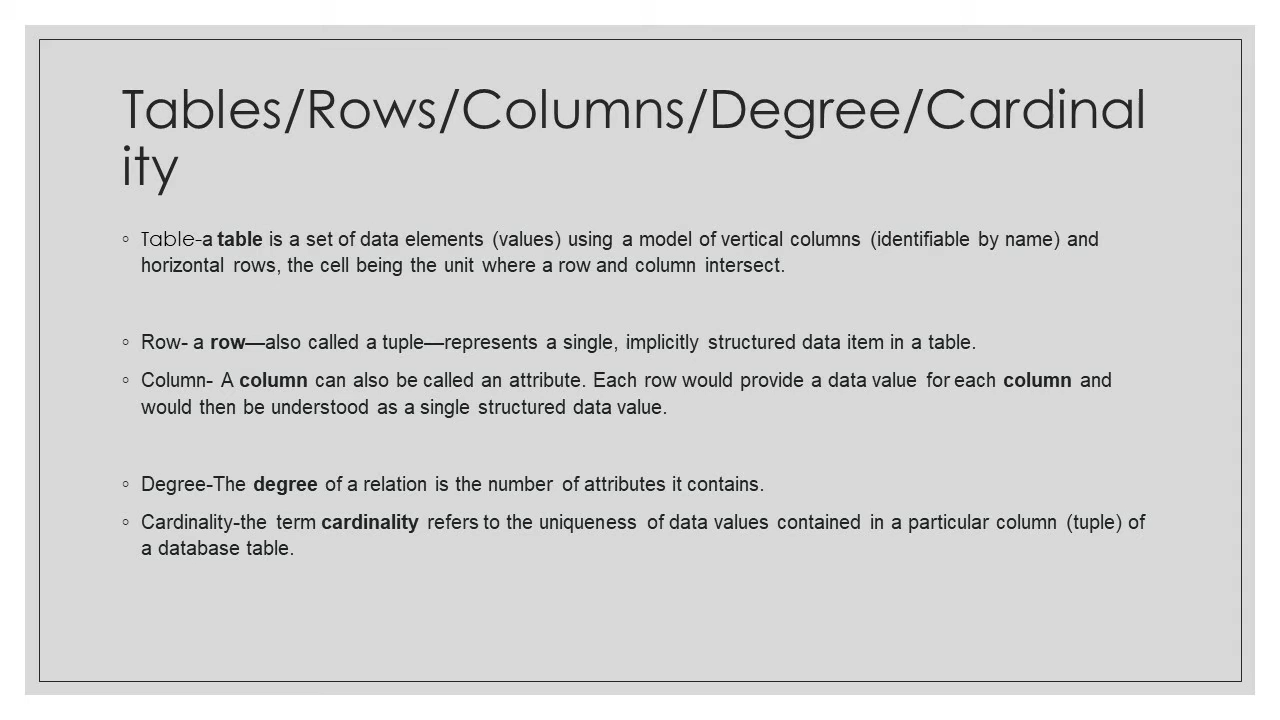 Tables/Rows/Columns/Degree/Cardinal
ity
◦ Table-a table is a set of data elements (values) using a model of vertical columns (identifiable by name) and
horizontal rows, the cell being the unit where a row and column intersect.
◦ Row- a row—also called a tuple—represents a single, implicitly structured data item in a table.
◦ Column- A column can also be called an attribute. Each row would provide a data value for each column and
would then be understood as a single structured data value.
◦ Degree-The degree of a relation is the number of attributes it contains.
◦ Cardinality-the term cardinality refers to the uniqueness of data values contained in a particular column (tuple) of
a database table.